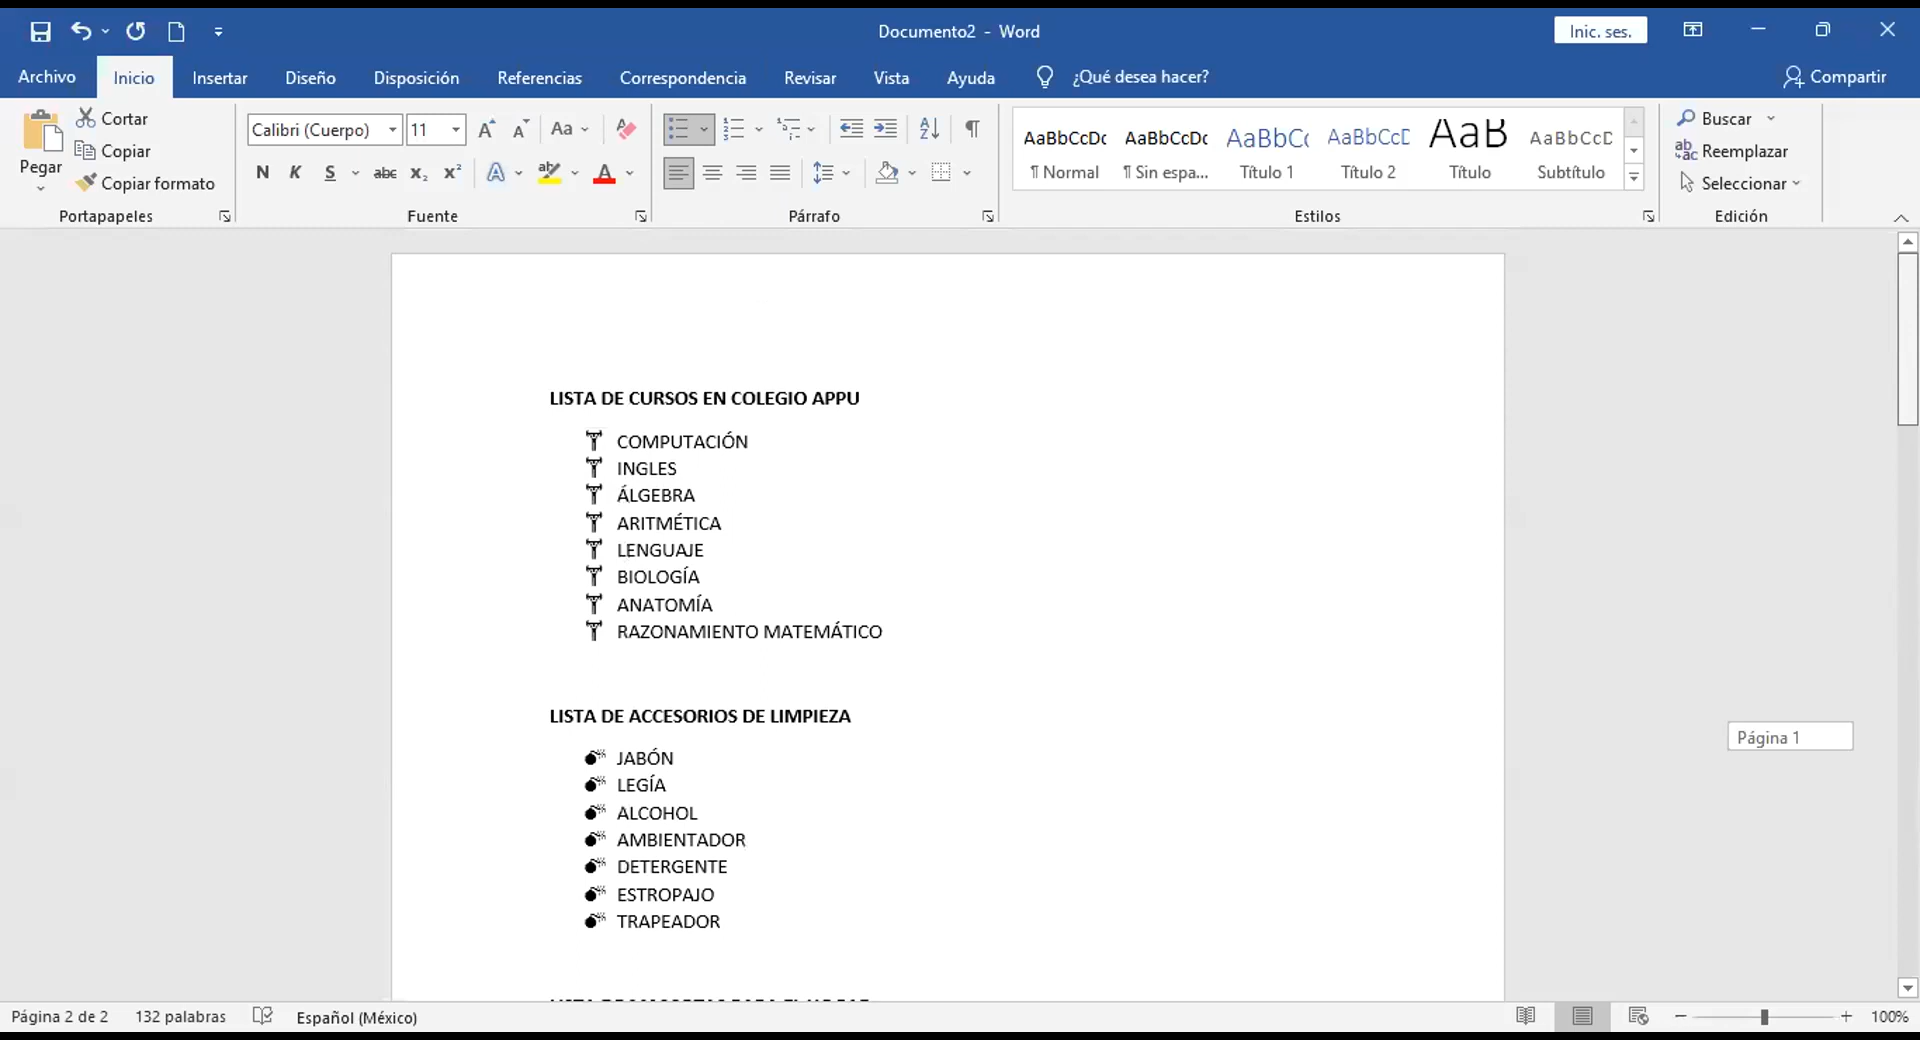 Documento2 - Word
Inic. ses.
Archivo Inicio Insertar Diseño Disposición Referencias Correspondencia Revisar Vista Ayuda ¿Qué desea hacer? Compartir
Pegar
Cortar
Copiar
Copiar formato
Portapapeles
Calibri (Cuerpo) 11 Aa
N K S abc x₂ x² A A
Fuente
Párrafo
AaBbCcDc AaBbCcDc AaBbCc AaBbCcD AaB AaBbCcD
¶ Normal ¶ Sin espa... Título 1 Título 2 Título Subtítulo
Estilos
Buscar
Reemplazar
Seleccionar
Edición
LISTA DE CURSOS EN COLEGIO APPU
COMPUTACIÓN
INGLES
ÁLGEBRA
ARITMÉTICA
LENGUAJE
BIOLOGÍA
ANATOMÍA
RAZONAMIENTO MATEMÁTICO
LISTA DE ACCESORIOS DE LIMPIEZA
JABÓN
LEGÍA
ALCOHOL
AMBIENTADOR
DETERGENTE
ESTROPAJO
TRAPEADOR
Página 1
Página 2 de 2 132 palabras Español (México) 100%